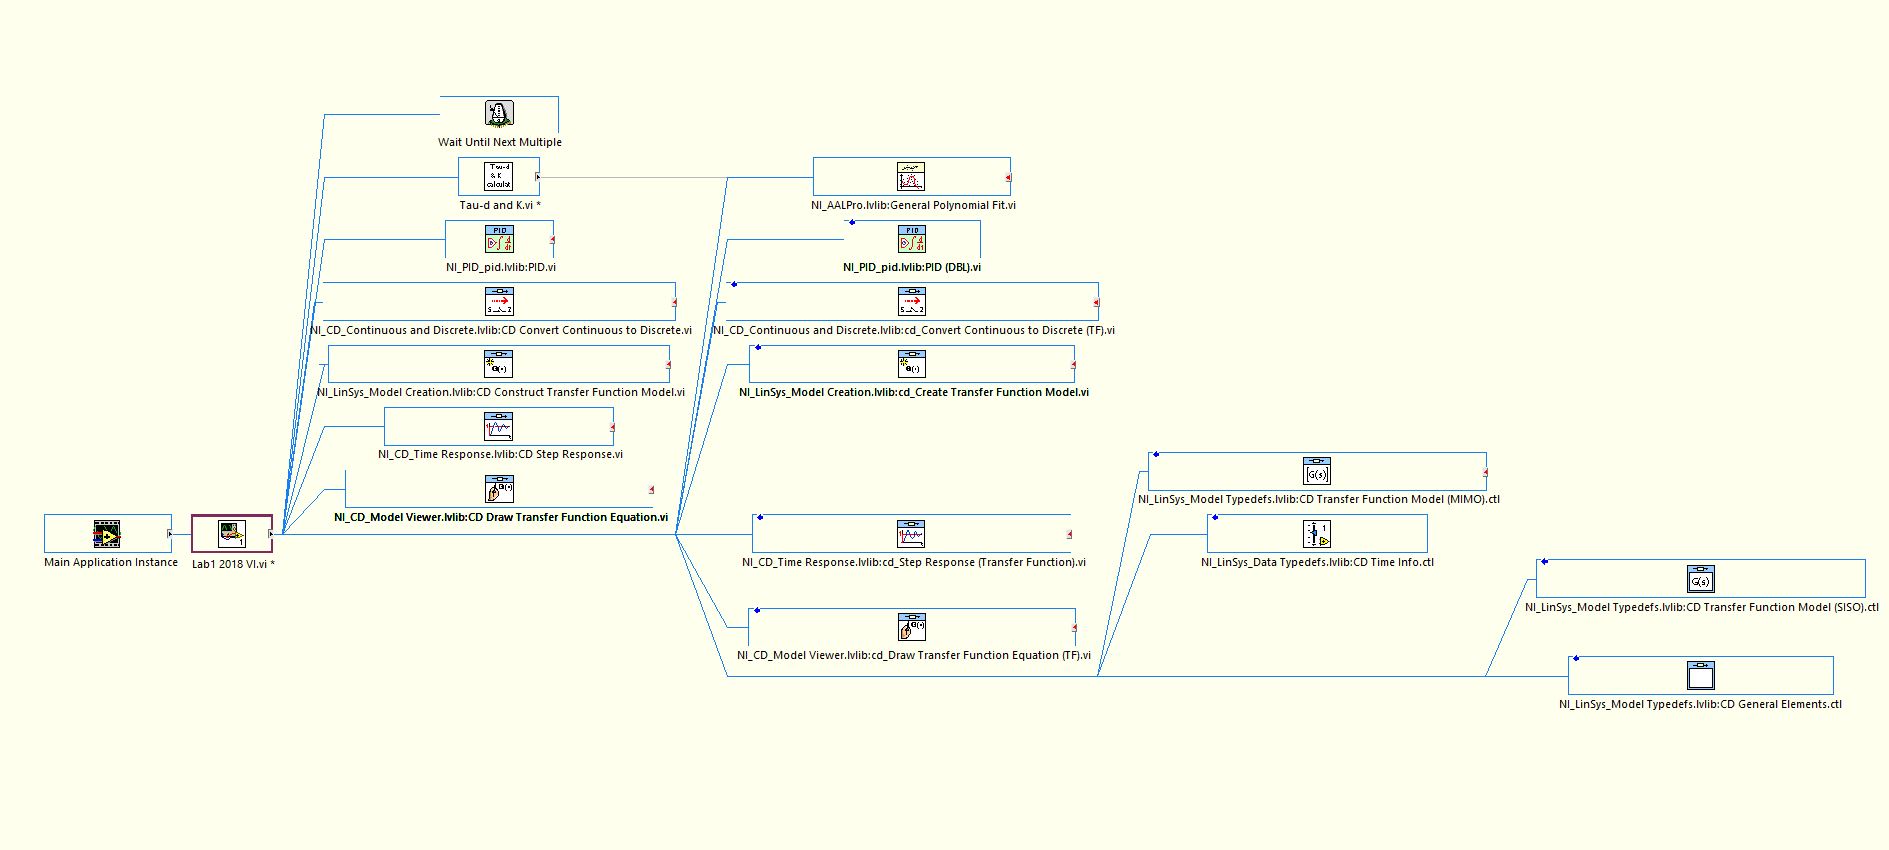 Wait Until Next Multiple
Tau-d
& K
calculat
Tau-d and K.vi *
NI_AALPro.lvlib:General Polynomial Fit.vi
PID
NI_PID_pid.lvlib:PID.vi
PID
NI_PID_pid.lvlib:PID (DBL).vi
NI_CD_Continuous and Discrete.lvlib:CD Convert Continuous to Discrete.vi
NI_CD_Continuous and Discrete.lvlib:cd_Convert Continuous to Discrete (TF).vi
NI_LinSys_Model Creation.lvlib:CD Construct Transfer Function Model.vi
NI_LinSys_Model Creation.lvlib:cd_Create Transfer Function Model.vi
NI_CD_Time Response.lvlib:CD Step Response.vi
[G(s)]
NI_LinSys_Model Typedefs.lvlib:CD Transfer Function Model (MIMO).ctl
NI_CD_Model Viewer.lvlib:CD Draw Transfer Function Equation.vi
Main Application Instance
1
Lab1 2018 VI.vi *
NI_CD_Time Response.lvlib:cd_Step Response (Transfer Function).vi
1
NI_LinSys_Data Typedefs.lvlib:CD Time Info.ctl
G(s)
NI_LinSys_Model Typedefs.lvlib:CD Transfer Function Model (SISO).ctl
NI_CD_Model Viewer.lvlib:cd_Draw Transfer Function Equation (TF).vi
NI_LinSys_Model Typedefs.lvlib:CD General Elements.ctl